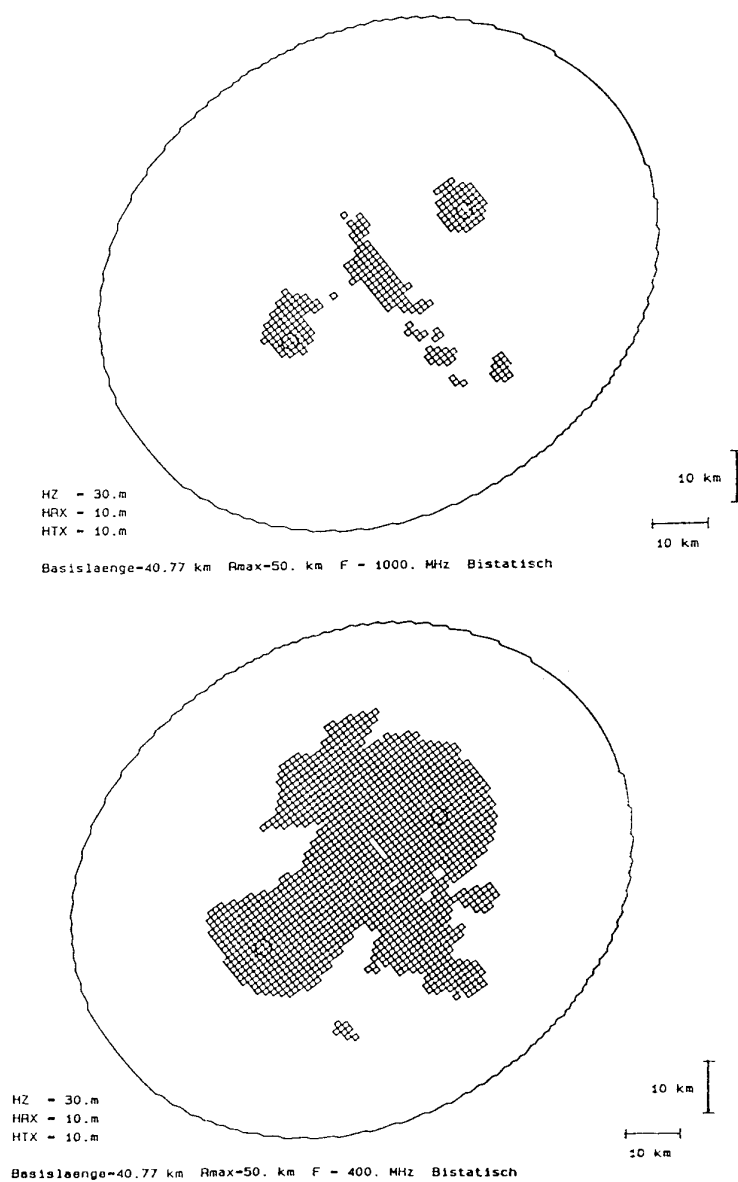 10 km
10 km
HZ = 30.m
HRX = 10.m
HTX = 10.m
Basislaenge=40.77 km Rmax=50. km F = 1000. MHz Bistatisch
10 km
10 km
HZ = 30.m
HRX = 10.m
HTX = 10.m
Basislaenge=40.77 km Rmax=50. km F = 400. MHz Bistatisch